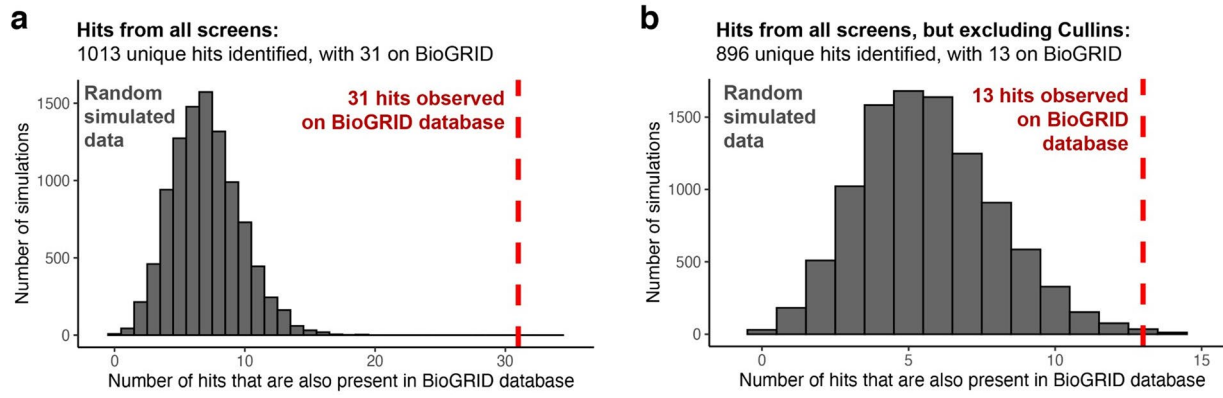 a
Hits from all screens:
1013 unique hits identified, with 31 on BioGRID
Random
simulated
data
31 hits observed
on BioGRID database
Number of simulations
1500
1000
500
0
0
10
20
30
Number of hits that are also present in BioGRID database
b
Hits from all screens, but excluding Cullins:
896 unique hits identified, with 13 on BioGRID
Random
simulated
data
13 hits observed
on BioGRID
database
Number of simulations
1500
1000
500
0
0
5
10
15
Number of hits that are also present in BioGRID database